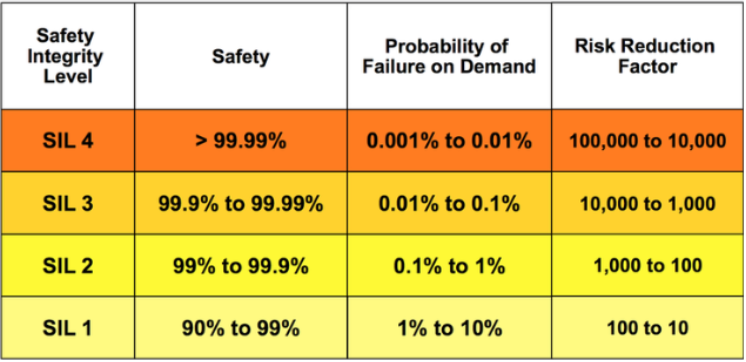 Safety Integrity Level
Safety
Probability of Failure on Demand
Risk Reduction Factor
SIL 4
> 99.99%
0.001% to 0.01%
100,000 to 10,000
SIL 3
99.9% to 99.99%
0.01% to 0.1%
10,000 to 1,000
SIL 2
99% to 99.9%
0.1% to 1%
1,000 to 100
SIL 1
90% to 99%
1% to 10%
100 to 10